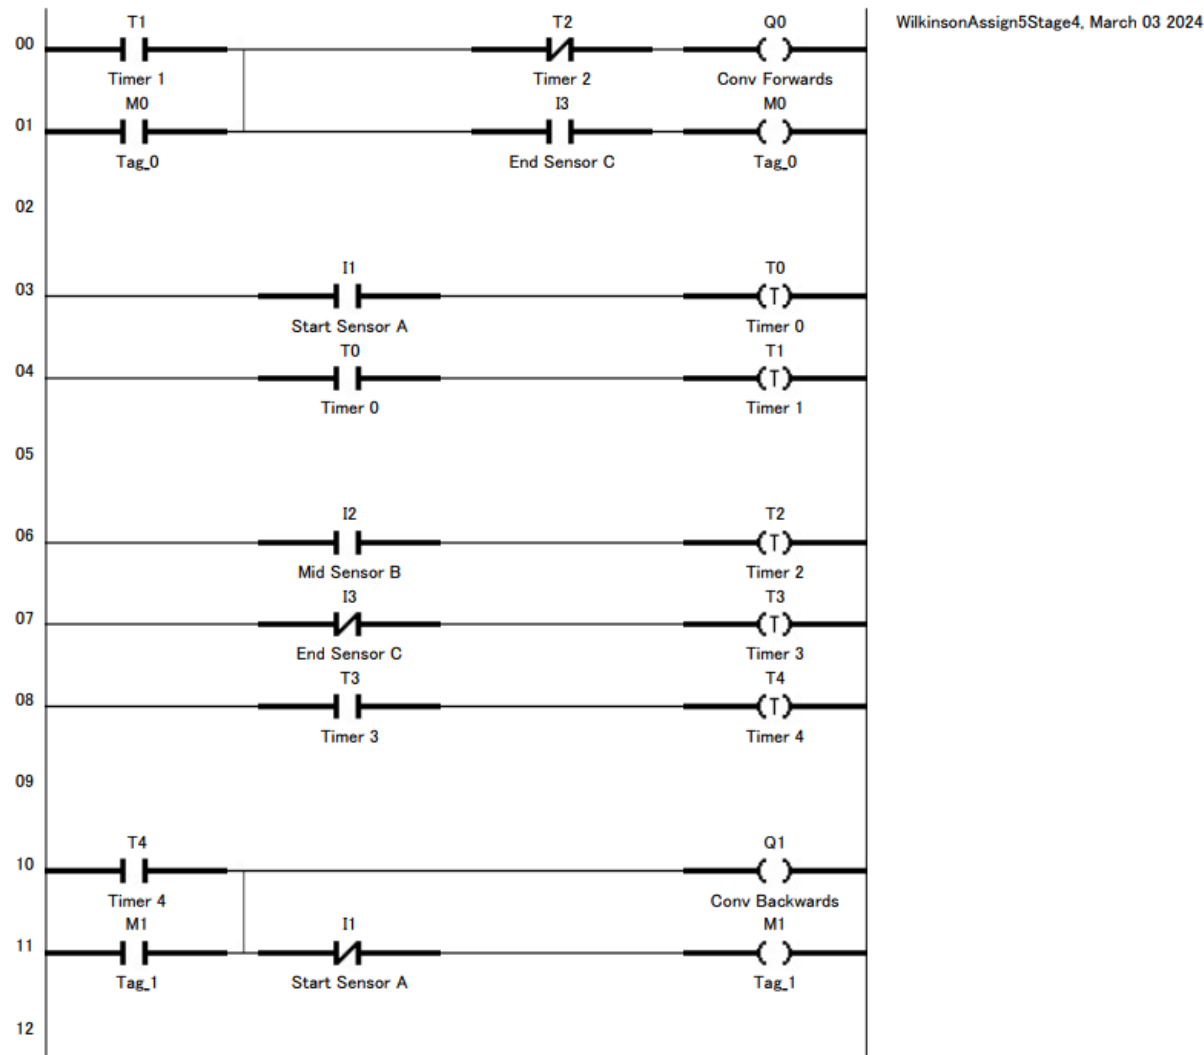 T1 T2 Q0 WilkinsonAssign5Stage4, March 03 2024
00
Timer 1 Timer 2 Conv Forwards
M0 I3 M0
01
Tag_0 End Sensor C Tag_0
02
I1 T0
03 (T)
Start Sensor A Timer 0
T0 T1
04 (T)
Timer 0 Timer 1
05
I2 T2
06 (T)
Mid Sensor B Timer 2
I3 T3
07 (T)
End Sensor C Timer 3
T3 T4
08 (T)
Timer 3 Timer 4
09
T4 Q1
10
Timer 4 Conv Backwards
M1 I1 M1
11
Tag_1 Start Sensor A Tag_1
12